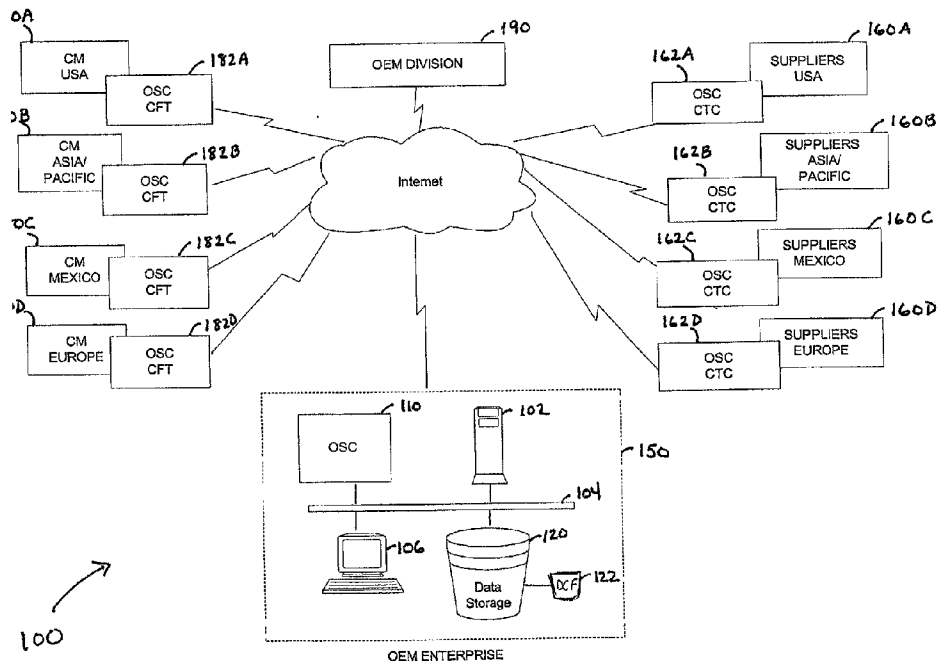 0A
CM
USA
182A
OSC
CFT
190
OEM DIVISION
162A
OSC
CTC
160A
SUPPLIERS
USA
0B
CM
ASIA/
PACIFIC
182B
OSC
CFT
Internet
162B
OSC
CTC
160B
SUPPLIERS
ASIA/
PACIFIC
0C
CM
MEXICO
182C
OSC
CFT
162C
OSC
CTC
160C
SUPPLIERS
MEXICO
0D
CM
EUROPE
182D
OSC
CFT
162D
OSC
CTC
160D
SUPPLIERS
EUROPE
110
OSC
102
150
104
106
120
Data
Storage
DCF
122
100
OEM ENTERPRISE